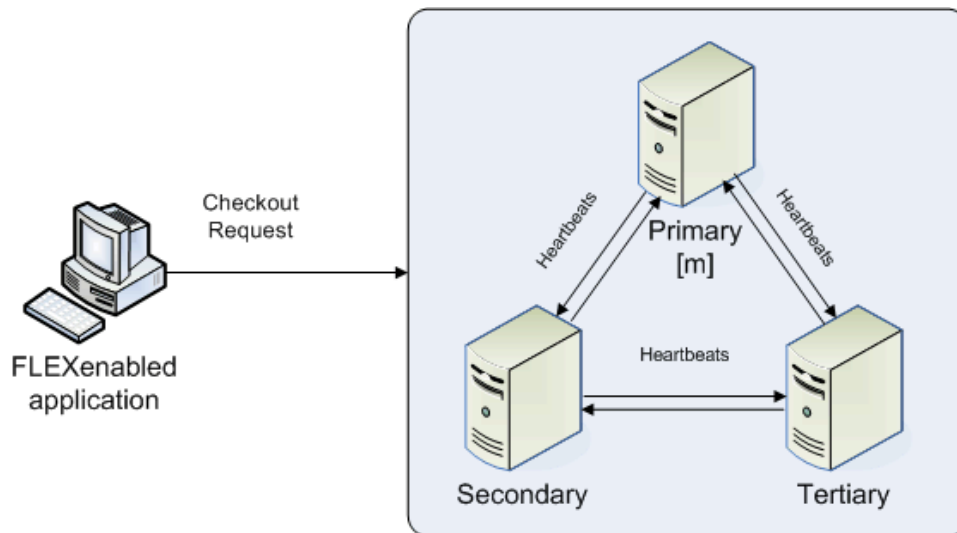 Checkout
Request
FLEXenabled
application
Heartbeats
Primary
[m]
Heartbeats
Heartbeats
Secondary
Tertiary